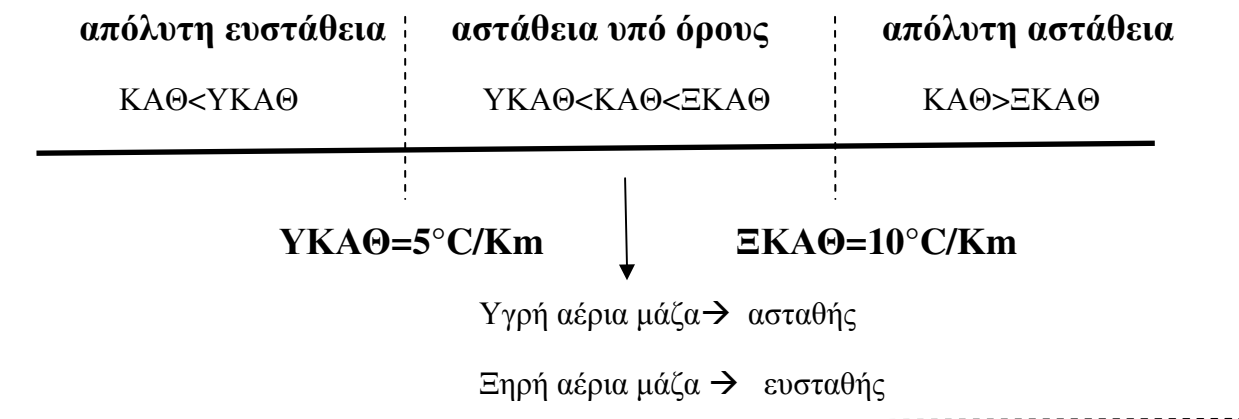 απόλυτη ευστάθεια αστάθεια υπό όρους απόλυτη αστάθεια
ΚΑΘ<ΥΚΑΘ ΥΚΑΘ<ΚΑΘ<ΞΚΑΘ ΚΑΘ>ΞΚΑΘ
ΥΚΑΘ=5°C/Km ΞΚΑΘ=10°C/Km
Υγρή αέρια μάζα→ ασταθής
Ξηρή αέρια μάζα → ευσταθής